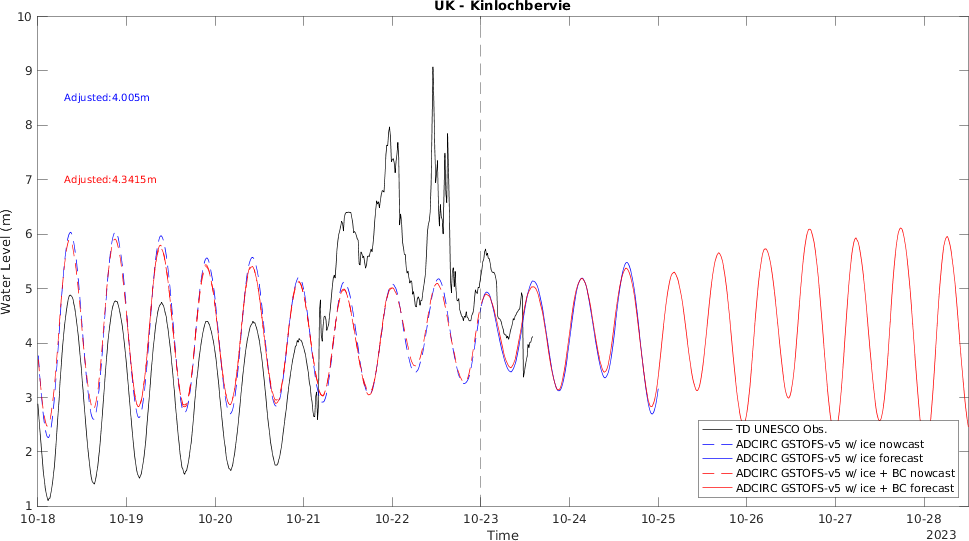 UK - Kinlochbervie
10
9
8
7
6
5
4
3
2
1
Water Level (m)
Adjusted:4.005m
Adjusted:4.3415m
TD UNESCO Obs.
ADCIRC GSTOFS-v5 w/ ice nowcast
ADCIRC GSTOFS-v5 w/ ice forecast
ADCIRC GSTOFS-v5 w/ ice + BC nowcast
ADCIRC GSTOFS-v5 w/ ice + BC forecast
10-18 10-19 10-20 10-21 10-22 10-23 10-24 10-25 10-26 10-27 10-28
Time
2023